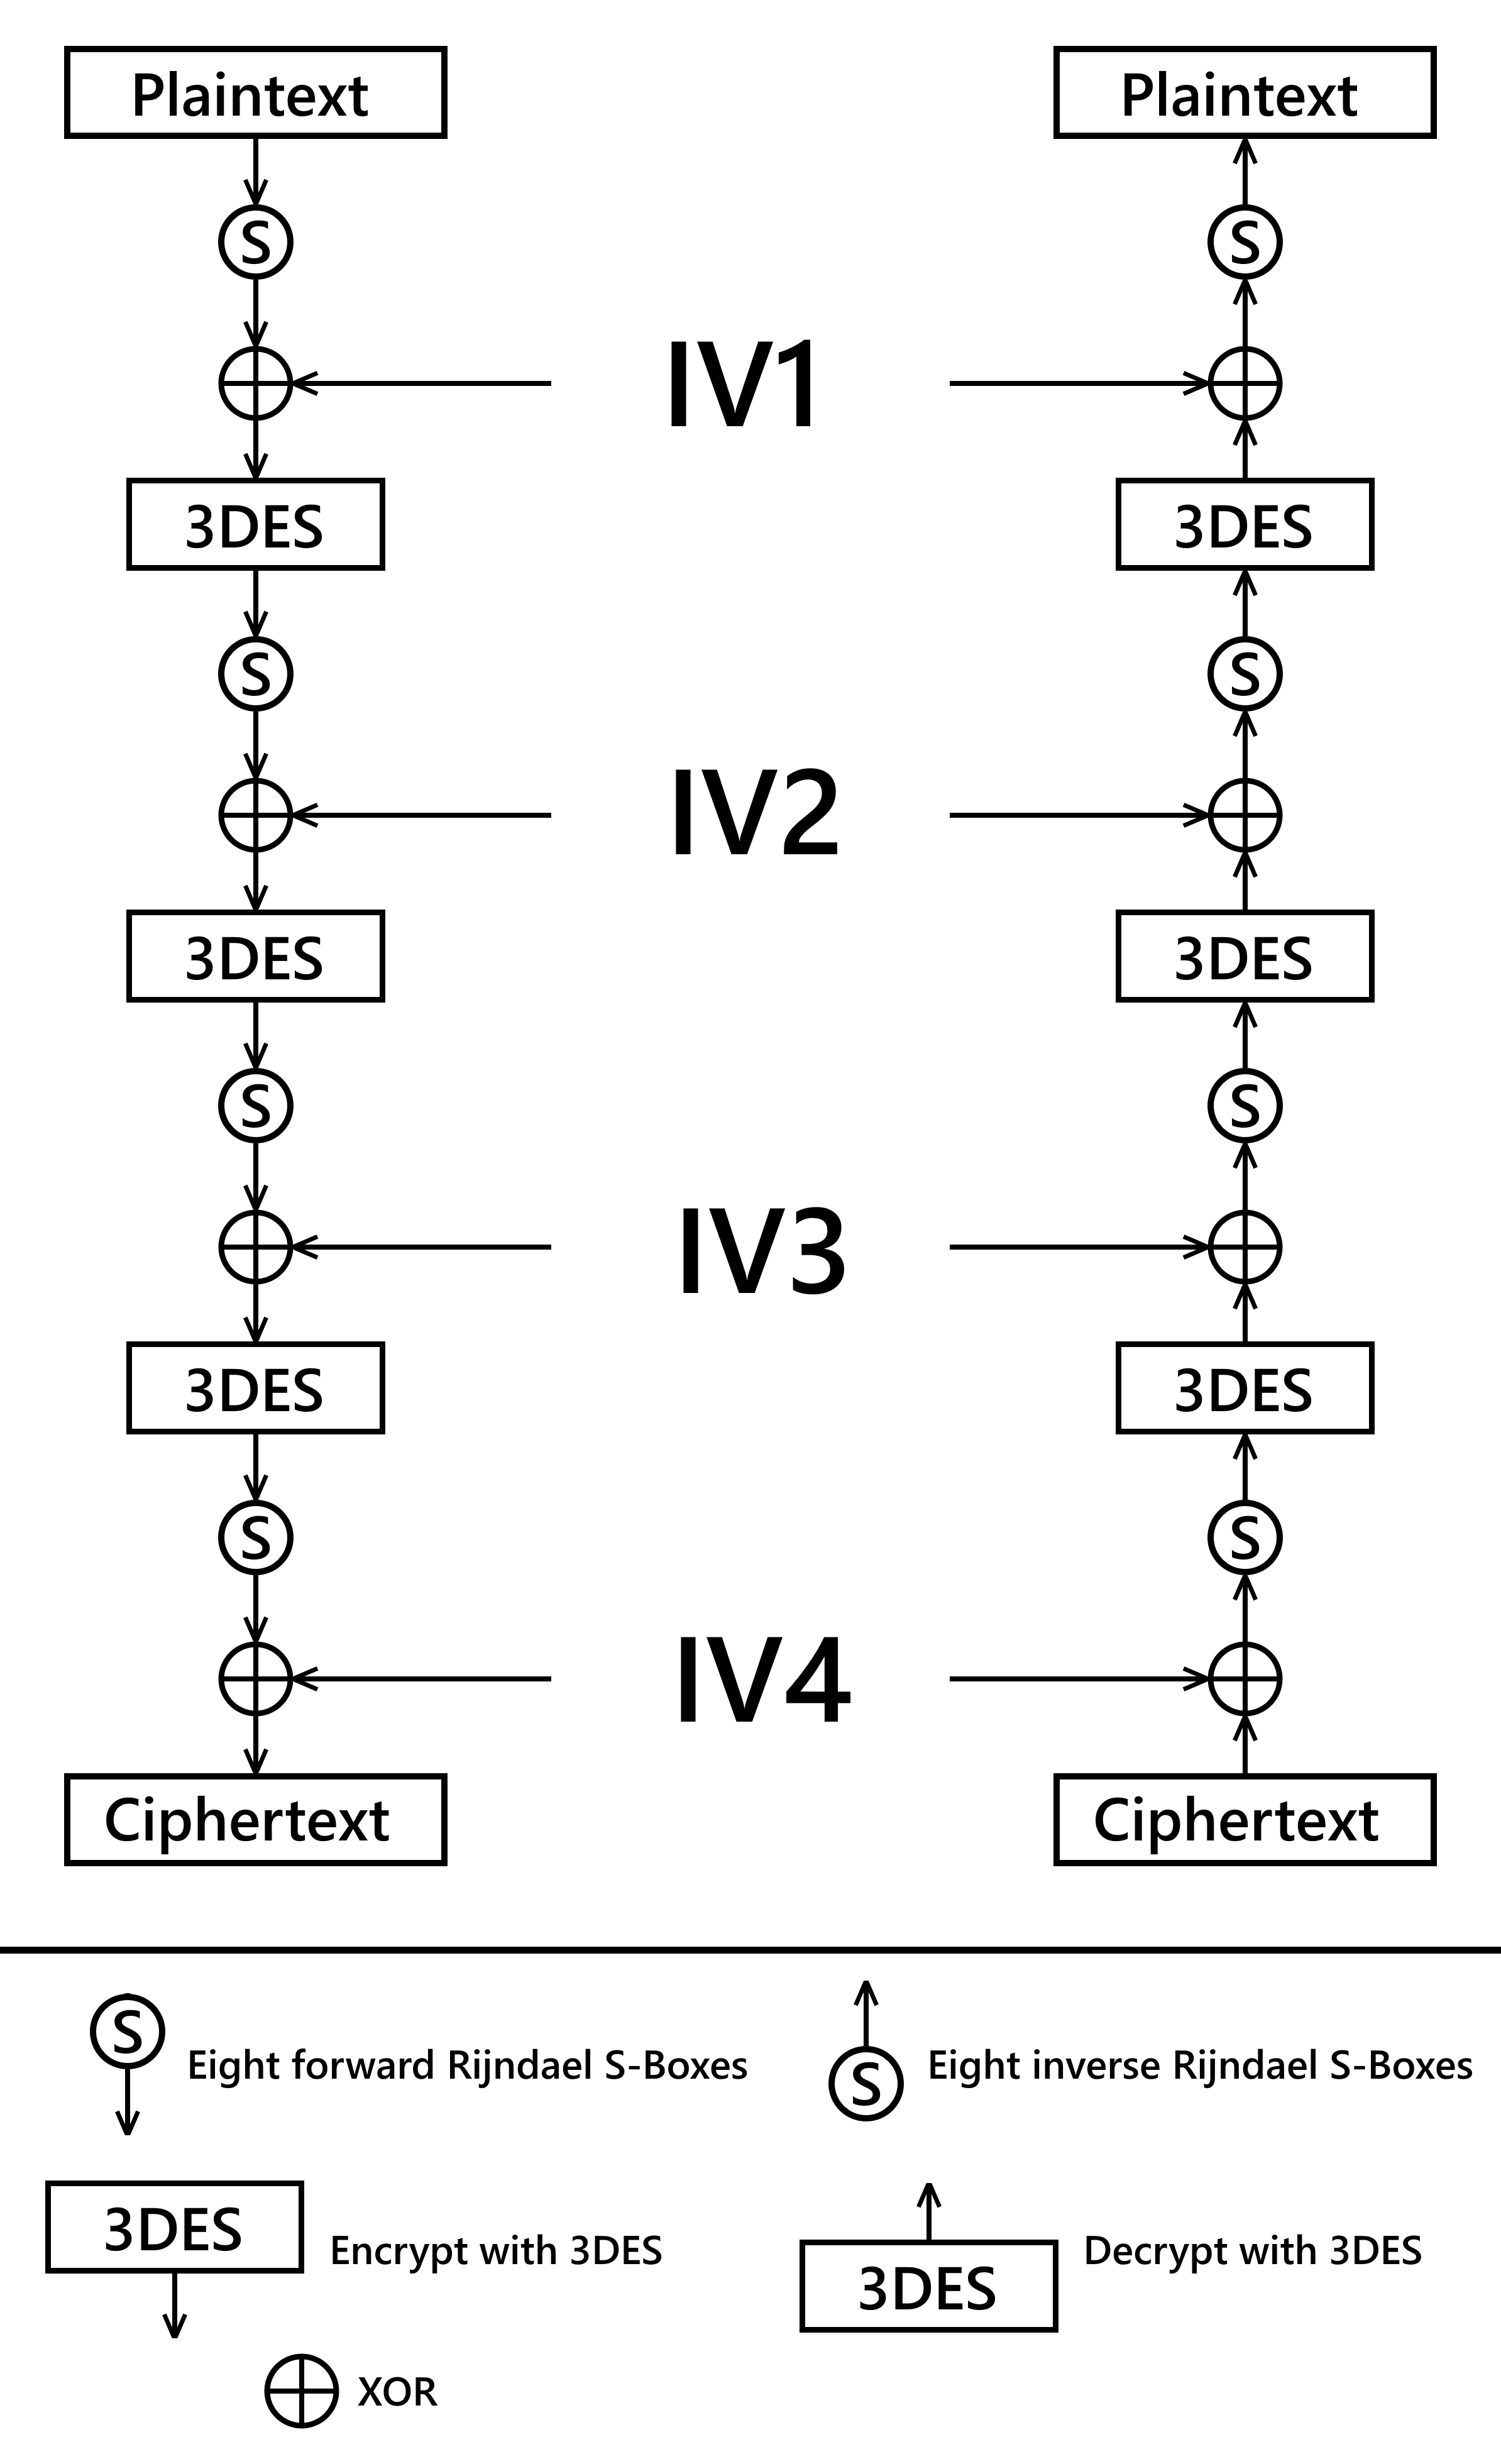 Plaintext
Plaintext
S
S
IV1
3DES
3DES
S
S
IV2
3DES
3DES
S
S
IV3
3DES
3DES
S
S
IV4
Ciphertext
Ciphertext
S
Eight forward Rijndael S-Boxes
S
Eight inverse Rijndael S-Boxes
3DES
Encrypt with 3DES
3DES
Decrypt with 3DES
XOR